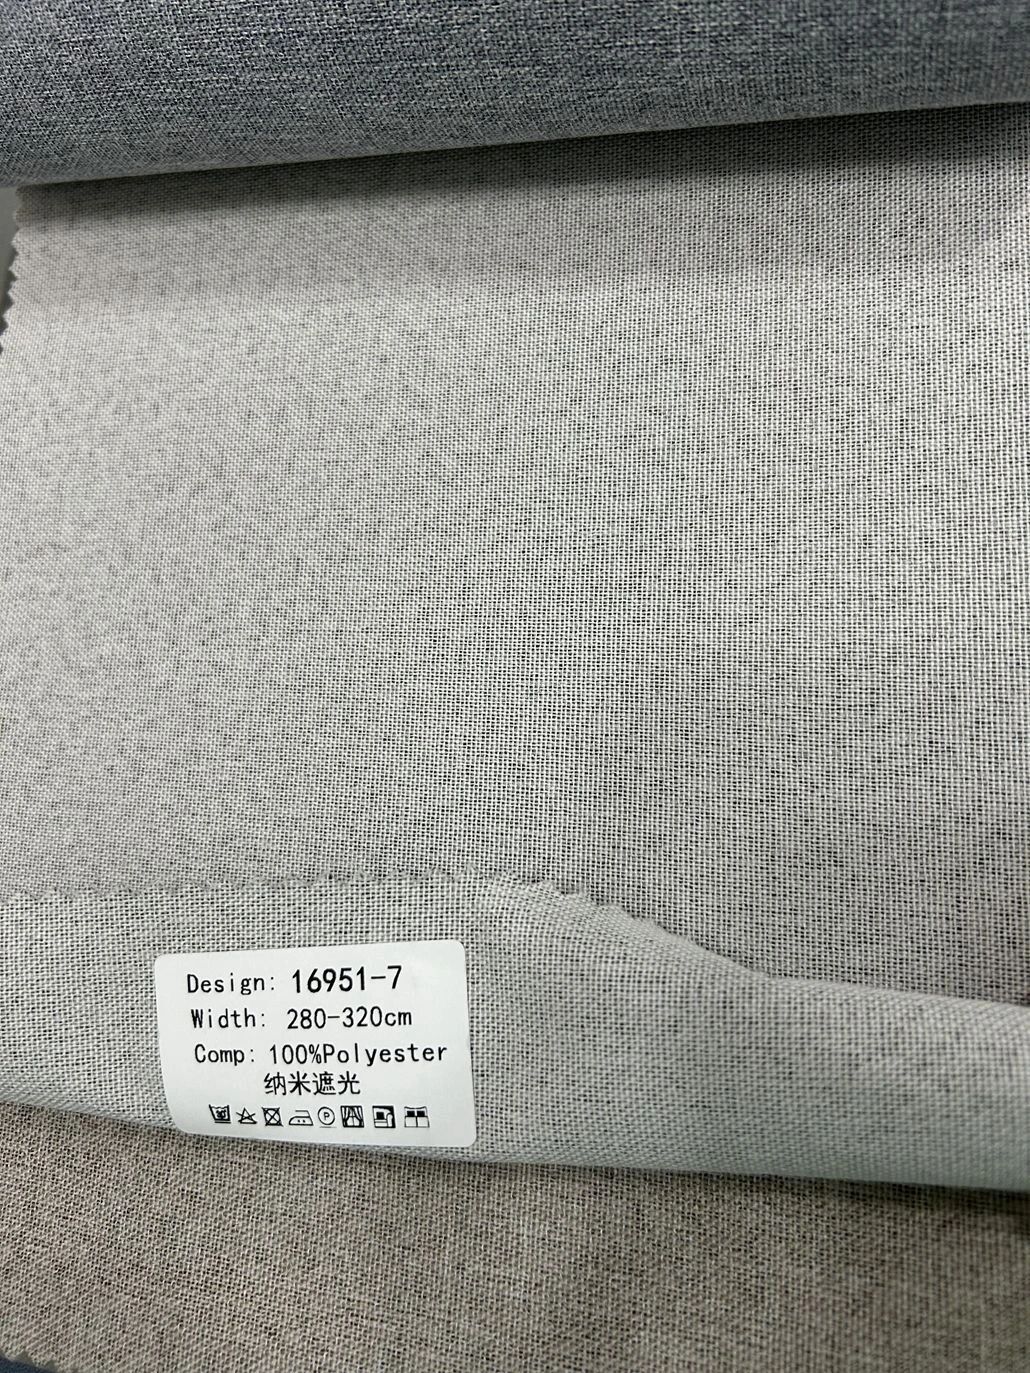 Design: 16951-7
Width: 280-320cm
Comp: 100%Polyester
纳米遮光
P